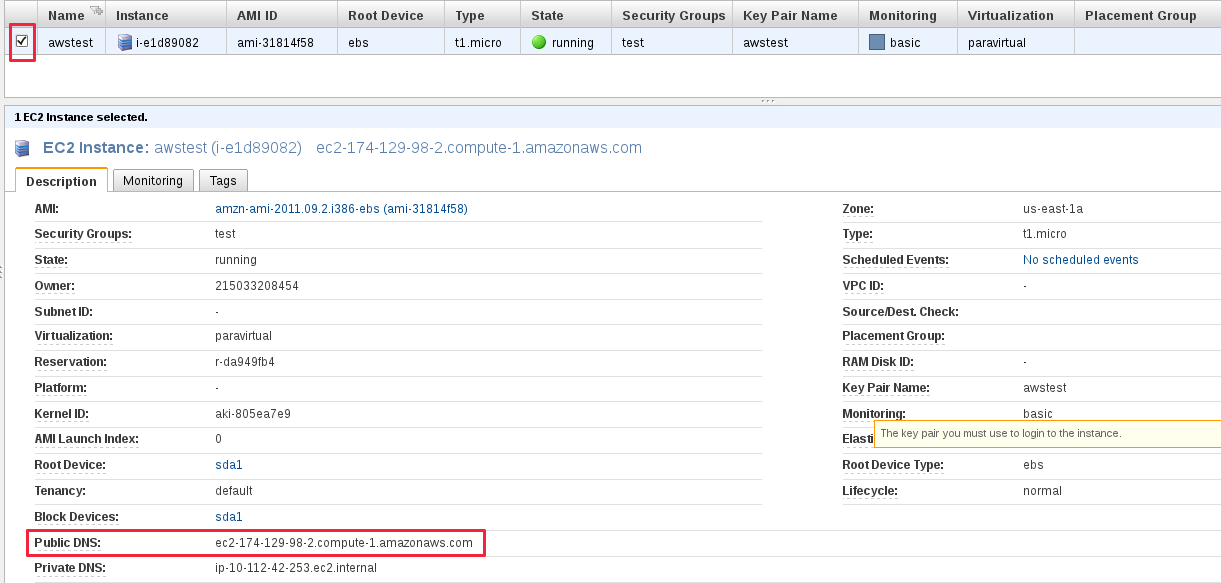 Name Instance AMI ID Root Device Type State Security Groups Key Pair Name Monitoring Virtualization Placement Group
awstest i-e1d89082 ami-31814f58 ebs t1.micro running test awstest basic paravirtual
1 EC2 Instance selected.
EC2 Instance: awstest (i-e1d89082) ec2-174-129-98-2.compute-1.amazonaws.com
Description Monitoring Tags
AMI: amzn-ami-2011.09.2.i386-ebs (ami-31814f58) Zone: us-east-1a
Security Groups: test Type: t1.micro
State: running Scheduled Events: No scheduled events
Owner: 215033208454 VPC ID: -
Subnet ID: - Source/Dest. Check:
Virtualization: paravirtual Placement Group:
Reservation: r-da949fb4 RAM Disk ID: -
Platform: - Key Pair Name: awstest
Kernel ID: aki-805ea7e9 Monitoring: basic
AMI Launch Index: 0 Elasti The key pair you must use to login to the instance.
Root Device: sda1 Root Device Type: ebs
Tenancy: default Lifecycle: normal
Block Devices: sda1
Public DNS: ec2-174-129-98-2.compute-1.amazonaws.com
Private DNS: ip-10-112-42-253.ec2.internal